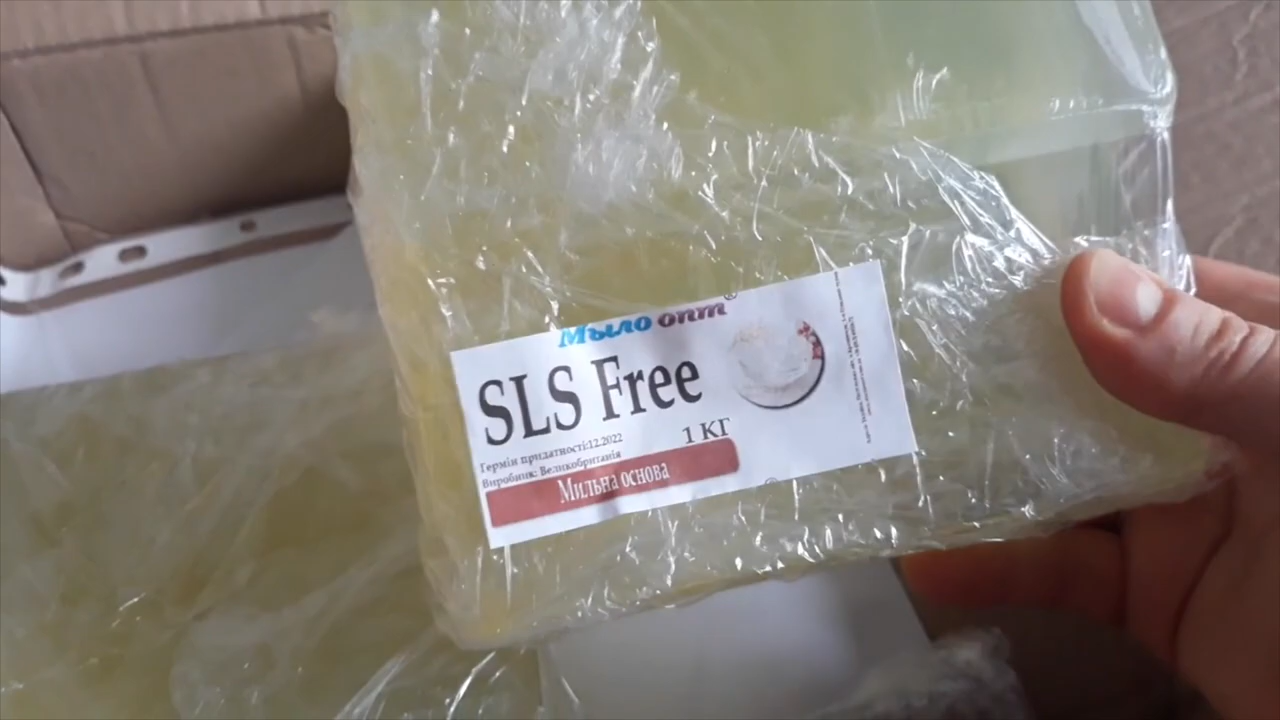 Мыло опт®
SLS Free
1 КГ
Термін придатності:12.2022
Виробник: Великобританія
Мильна основа